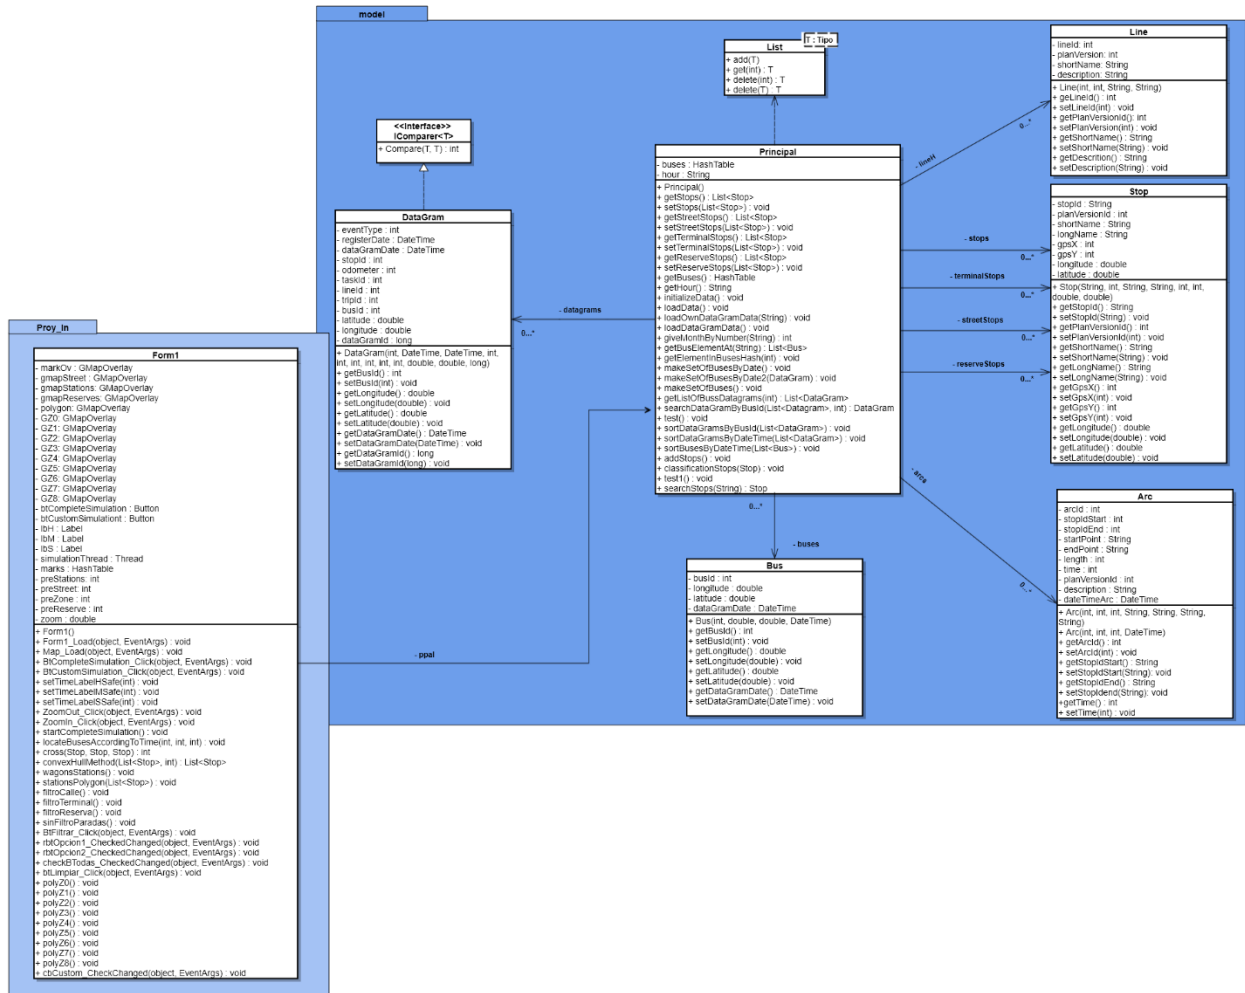 model
T : Tipo
List
+ add(T)
+ get(int) : T
+ delete(int) : T
+ delete(T) : T
Line
- lineId: int
- planVersion: int
- shortName: String
- description: String
+ Line(int, int, String, String)
+ geLineId() : int
+ setLineId(int) : void
+ getPlanVersionId(): int
+ setPlanVersion(int) : void
+ getShortName() : String
+ setShortName(String) : void
+ getDescrition() : String
+ setDescription(String) : void
<<Interface>>
IComparer<T>
+ Compare(T, T) : int
Principal
- buses : HashTable
- hour : String
+ Principal()
+ getStops() : List<Stop>
+ setStops(List<Stop>) : void
+ getStreetStops() : List<Stop>
+ setStreetStops(List<Stop>) : void
+ getTerminalStops() : List<Stop>
+ setTerminalStops(List<Stop>) : void
+ getReserveStops() : List<Stop>
+ setReserveStops(List<Stop>) : void
+ getBuses() : HashTable
+ getHour() : String
+ initializeData() : void
+ loadData() : void
+ loadOwnDataGramData(String) : void
+ loadDataGramData() : void
+ giveMonthByNumber(String) : int
+ getBusElementAt(String) : List<Bus>
+ getElementInBusesHash(int) : void
+ makeSetOfBusesByDate() : void
+ makeSetOfBusesByDate2(DataGram) : void
+ makeSetOfBuses() : void
+ getListOfBussDatagrams(int) : List<DataGram>
+ searchDataGramByBusId(List<Datagram>, int) : DataGram
+ test() : void
+ sortDataGramsByBusId(List<DataGram>) : void
+ sortDataGramsByDateTime(List<DataGram>) : void
+ sortBusesByDateTime(List<Bus>) : void
+ addStops() : void
+ classificationStops(Stop) : void
+ test1() : void
+ searchStops(String) : Stop
- lineH
0...*
- stops
0...*
- terminalStops
0...*
- streetStops
0...*
- reserveStops
0...*
- arcs
0...*
- datagrams
0...*
0...*
- buses
- ppal
Stop
- stopId : String
- planVersionId : int
- shortName : String
- longName : String
- gpsX : int
- gpsY : int
- longitude : double
- latitude : double
+ Stop(String, int, String, String, int, int,
double, double)
+ getStopId() : String
+ setStopId(String) : void
+ getPlanVersionId() : int
+ setPlanVersionId(int) : void
+ getShortName() : String
+ setShortName(String) : void
+ getLongName() : String
+ setLongName(String) : void
+ getGpsX() : int
+ setGpsX(int) : void
+ getGpsY() : int
+ setGpsY(int) : void
+ getLongitude() : double
+ setLongitude(double) : void
+ getLatitude() : double
+ setLatitude(double) : void
DataGram
- eventType : int
- registerDate : DateTime
- dataGramDate : DateTime
- stopId : int
- odometer : int
- taskId : int
- lineId : int
- tripId : int
- busId : int
- latitude : double
- longitude : double
- dataGramId : long
+ DataGram(int, DateTime, DateTime, int,
int, int, int, int, int, double, double, long)
+ getBusId() : int
+ setBusId(int) : void
+ getLongitude() : double
+ setLongitude(double) : void
+ getLatitude() : double
+ setLatitude(double) : void
+ getDataGramDate() : DateTime
+ setDataGramDate(DateTime) : void
+ getDataGramId() : long
+ setDataGramId(long) : void
Bus
- busId : int
- longitude : double
- latitude : double
- dataGramDate : DateTime
+ Bus(int, double, double, DateTime)
+ getBusId() : int
+ setBusId(int) : void
+ getLongitude() : double
+ setLongitude(double) : void
+ getLatitude() : double
+ setLatitude(double) : void
+ getDataGramDate() : DateTime
+ setDataGramDate(DateTime) : void
Arc
- arcId : int
- stopIdStart : int
- stopIdEnd : int
- startPoint : String
- endPoint : String
- length : int
- time : int
- planVersionId : int
- description : String
- dateTimeArc : DateTime
+ Arc(int, int, int, String, String, String,
String)
+ Arc(int, int, int, DateTime)
+ getArcId() : int
+ setArcId(int) : void
+ getStopIdStart() : String
+ setStopIdStart(String): void
+ getStopIdEnd() : String
+ setStopIdend(String): void
+getTime() : int
+ setTime(int) : void
Proy_In
Form1
- markOv : GMapOverlay
- gmapStreet : GMapOverlay
- gmapStations: GMapOverlay
- gmapReserves : GMapOverlay
- polygon: GMapOverlay
- GZ0: GMapOverlay
- GZ1: GMapOverlay
- GZ2: GMapOverlay
- GZ3: GMapOverlay
- GZ4: GMapOverlay
- GZ5: GMapOverlay
- GZ6: GMapOverlay
- GZ7: GMapOverlay
- GZ8: GMapOverlay
- btCompleteSimulation : Button
- btCustomSimulationt : Button
- lbH : Label
- lbM : Label
- lbS : Label
- simulationThread : Thread
- marks : HashTable
- preStations: int
- preStreet: int
- preZone : int
- preReserve : int
- zoom : double
+ Form1()
+ Form1_Load(object, EventArgs) : void
+ Map_Load(object, EventArgs) : void
+ BtCompleteSimulation_Click(object, EventArgs) : void
+ BtCustomSimulation_Click(object, EventArgs) : void
+ setTimeLabelHSafe(int) : void
+ setTimeLabelMSafe(int) : void
+ setTimeLabelSSafe(int) : void
+ ZoomOut_Click(object, EventArgs) : void
+ ZoomIn_Click(object, EventArgs) : void
+ startCompleteSimulation() : void
+ locateBusesAccordingToTime(int, int, int) : void
+ cross(Stop, Stop, Stop) : int
+ convexHullMethod(List<Stop>, int) : List<Stop>
+ wagonsStations() : void
+ stationsPolygon(List<Stop>) : void
+ filtroCalle() : void
+ filtroTerminal() : void
+ filtroReserva() : void
+ sinFiltroParadas() : void
+ BtFiltrar_Click(object, EventArgs) : void
+ rbtOpcion1_CheckedChanged(object, EventArgs) : void
+ rbtOpcion2_CheckedChanged(object, EventArgs) : void
+ checkBTodas_CheckedChanged(object, EventArgs) : void
+ btLimpiar_Click(object, EventArgs) : void
+ polyZ0() : void
+ polyZ1() : void
+ polyZ2() : void
+ polyZ3() : void
+ polyZ4() : void
+ polyZ5() : void
+ polyZ6() : void
+ polyZ7() : void
+ polyZ8() : void
+ cbCustom_CheckChanged(object, EventArgs) : void